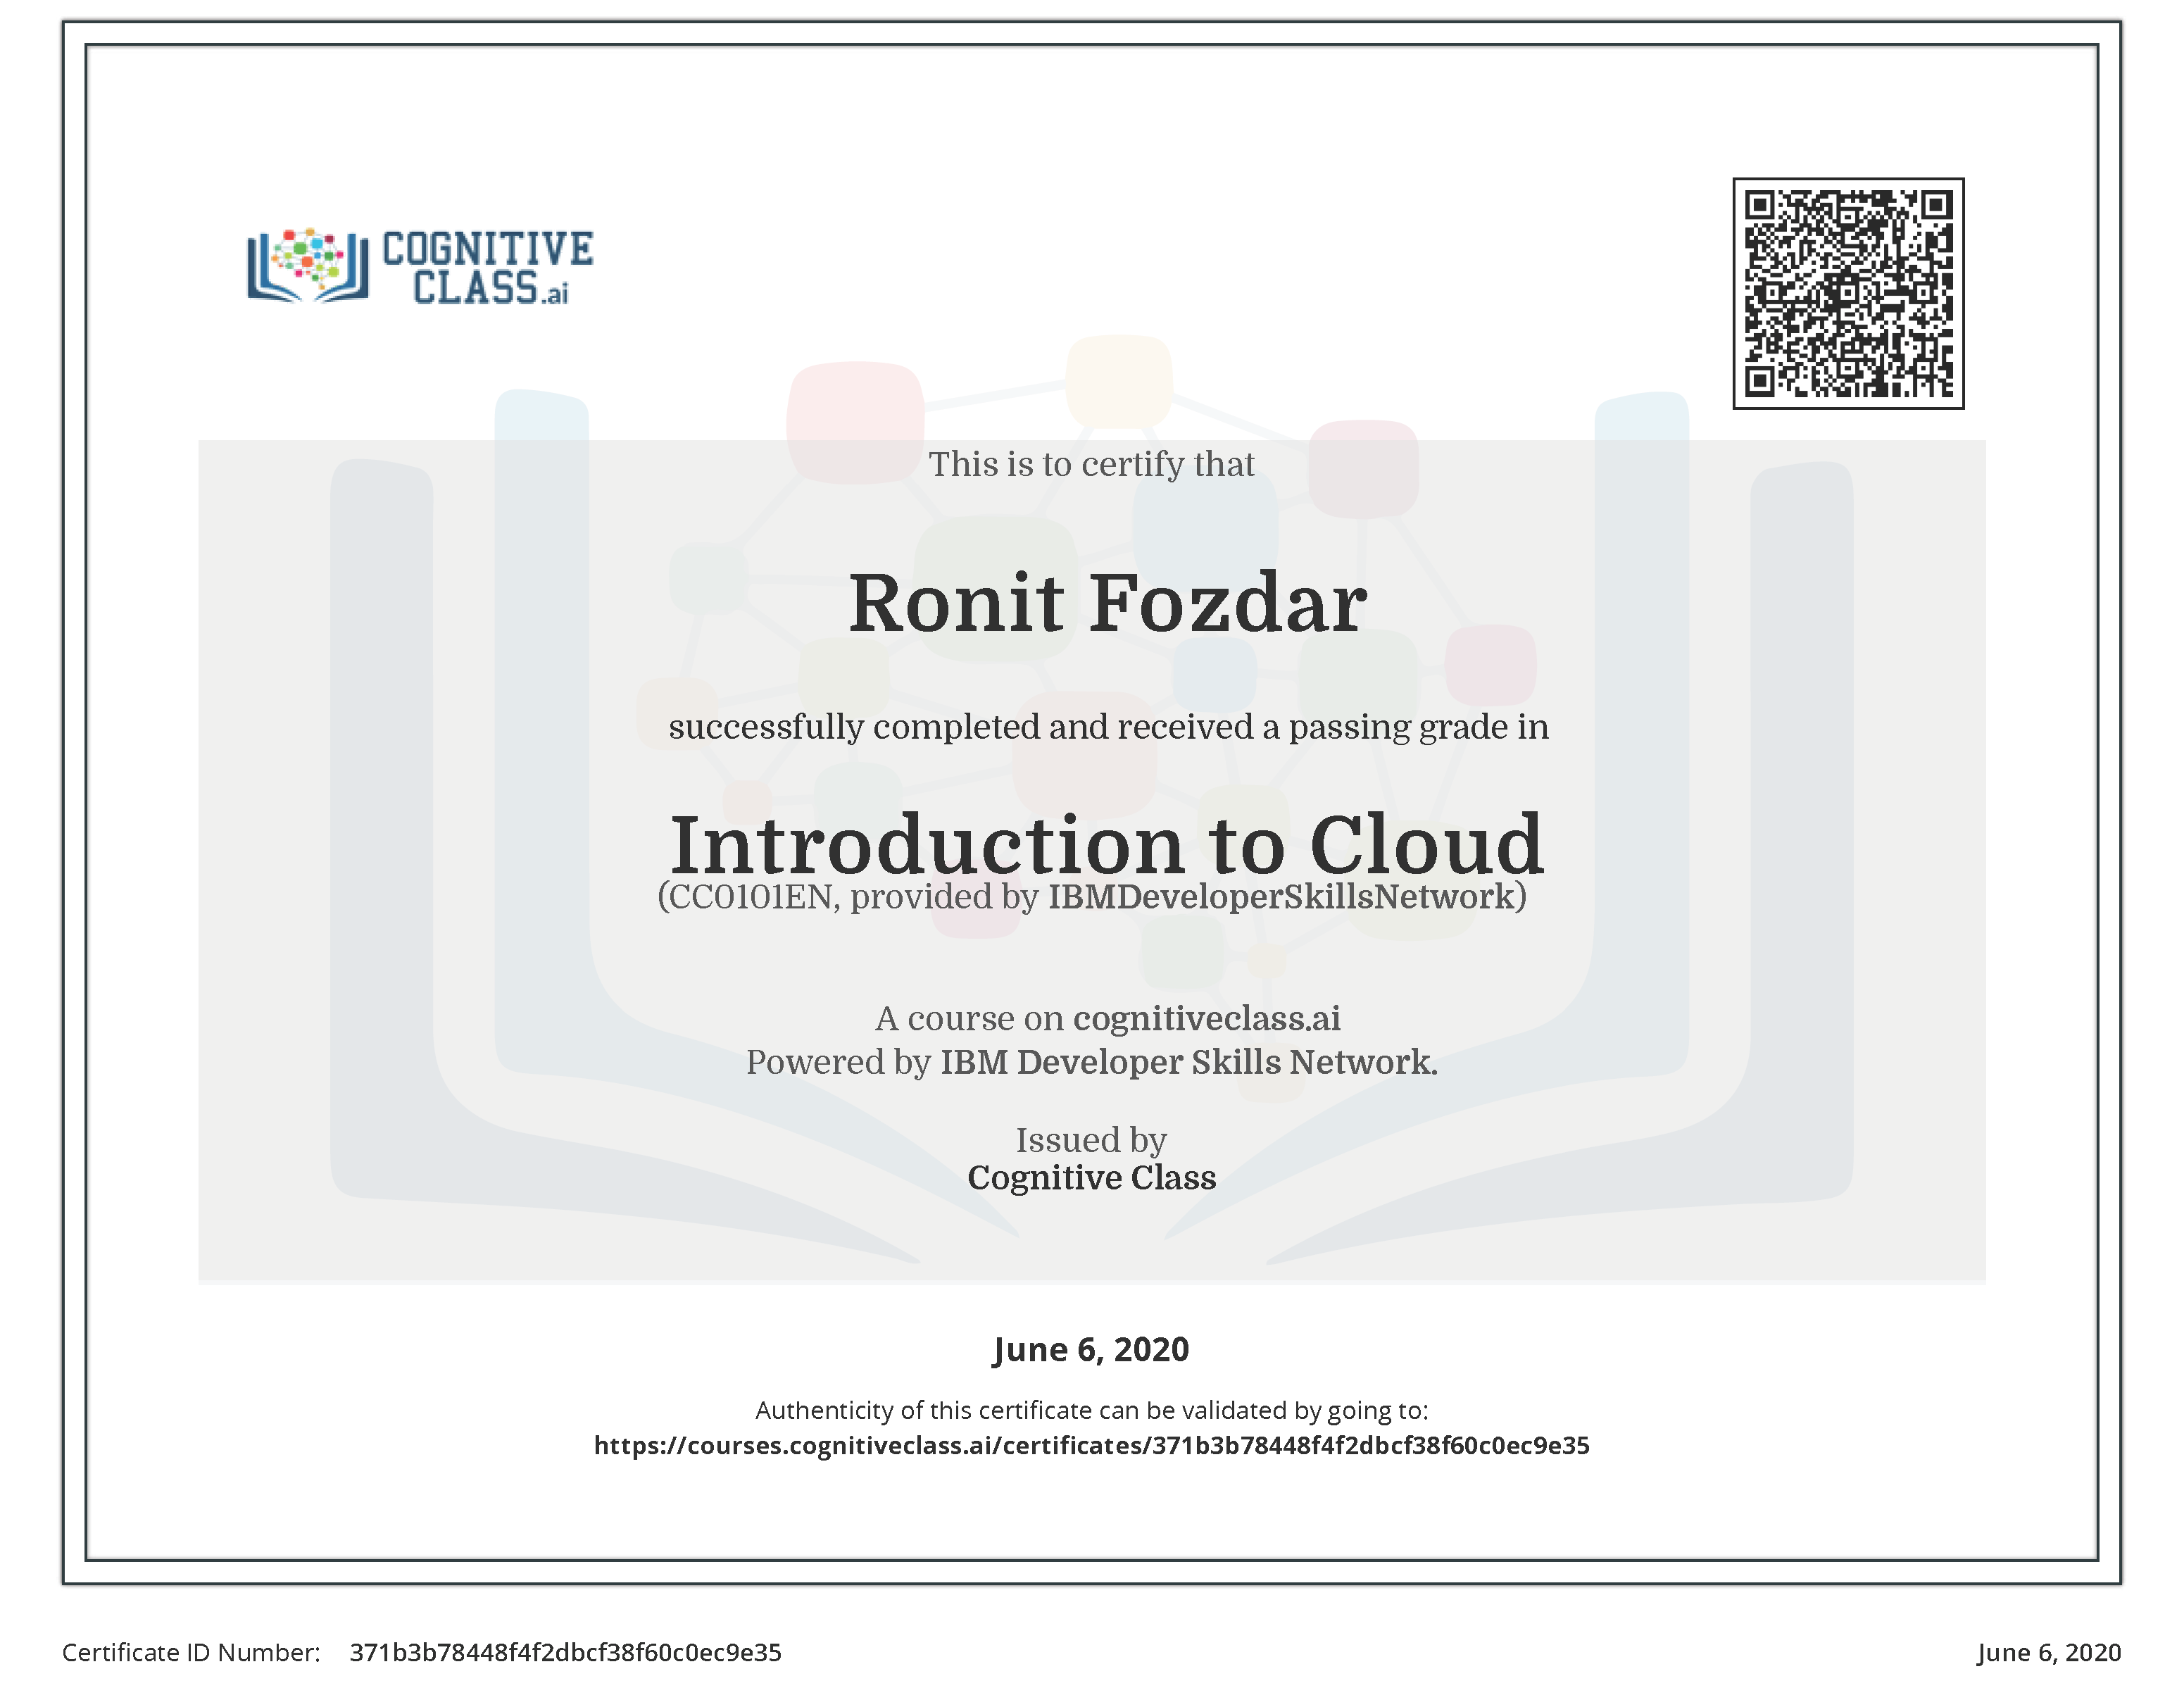 COGNITIVE
CLASS.ai
This is to certify that
Ronit Fozdar
successfully completed and received a passing grade in
Introduction to Cloud
(CC0101EN, provided by IBMDeveloperSkillsNetwork)
A course on cognitiveclass.ai
Powered by IBM Developer Skills Network.
Issued by
Cognitive Class
June 6, 2020
Authenticity of this certificate can be validated by going to:
https://courses.cognitiveclass.ai/certificates/371b3b78448f4f2dbcf38f60c0ec9e35
Certificate ID Number: 371b3b78448f4f2dbcf38f60c0ec9e35
June 6, 2020